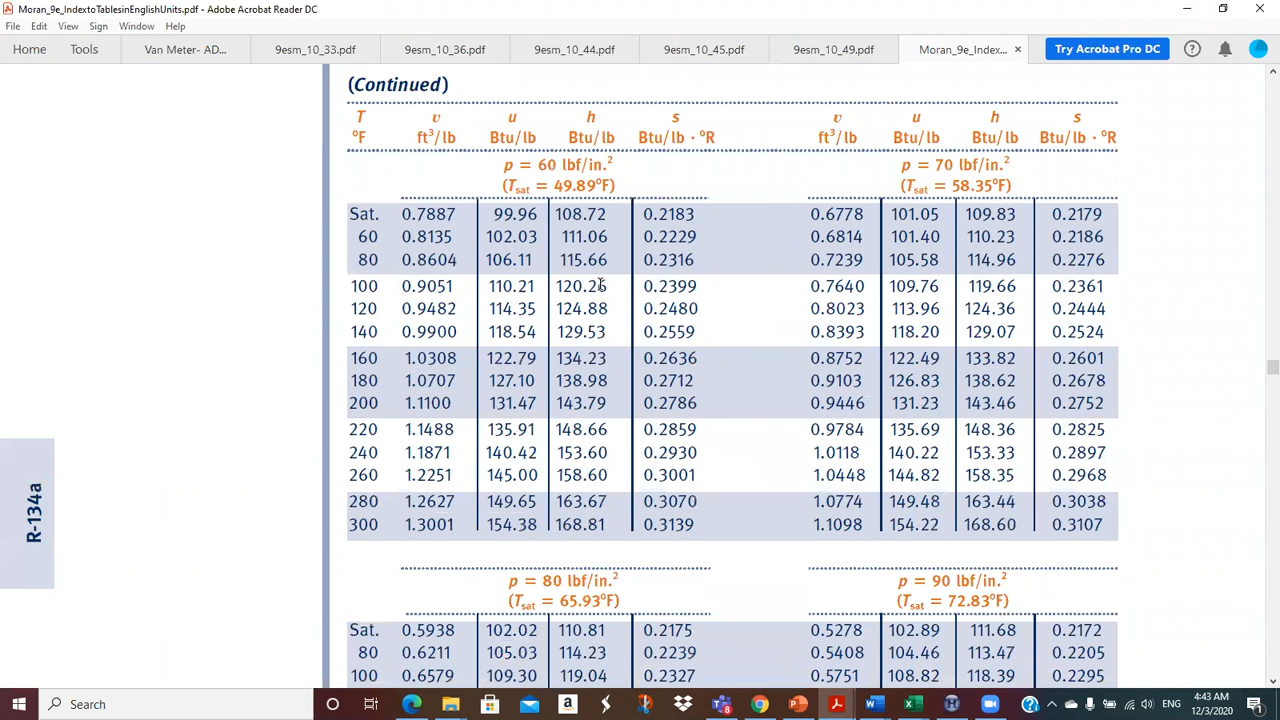 Moran_9e_IndextoTablesinEnglishUnits.pdf - Adobe Acrobat Reader DC
File Edit View Sign Window Help
Home Tools Van Meter- AD... 9esm_10_33.pdf 9esm_10_36.pdf 9esm_10_44.pdf 9esm_10_45.pdf 9esm_10_49.pdf Moran_9e_Index... × Try Acrobat Pro DC
(Continued)
T v u h s v u h s
°F ft³/lb Btu/lb Btu/lb Btu/lb · °R ft³/lb Btu/lb Btu/lb Btu/lb · °R
p = 60 lbf/in.² p = 70 lbf/in.²
(Tsat = 49.89°F) (Tsat = 58.35°F)
Sat. 0.7887 99.96 108.72 0.2183 0.6778 101.05 109.83 0.2179
60 0.8135 102.03 111.06 0.2229 0.6814 101.40 110.23 0.2186
80 0.8604 106.11 115.66 0.2316 0.7239 105.58 114.96 0.2276
100 0.9051 110.21 120.26 0.2399 0.7640 109.76 119.66 0.2361
120 0.9482 114.35 124.88 0.2480 0.8023 113.96 124.36 0.2444
140 0.9900 118.54 129.53 0.2559 0.8393 118.20 129.07 0.2524
160 1.0308 122.79 134.23 0.2636 0.8752 122.49 133.82 0.2601
180 1.0707 127.10 138.98 0.2712 0.9103 126.83 138.62 0.2678
200 1.1100 131.47 143.79 0.2786 0.9446 131.23 143.46 0.2752
220 1.1488 135.91 148.66 0.2859 0.9784 135.69 148.36 0.2825
240 1.1871 140.42 153.60 0.2930 1.0118 140.22 153.33 0.2897
260 1.2251 145.00 158.60 0.3001 1.0448 144.82 158.35 0.2968
280 1.2627 149.65 163.67 0.3070 1.0774 149.48 163.44 0.3038
300 1.3001 154.38 168.81 0.3139 1.1098 154.22 168.60 0.3107
R-134a
p = 80 lbf/in.² p = 90 lbf/in.²
(Tsat = 65.93°F) (Tsat = 72.83°F)
Sat. 0.5938 102.02 110.81 0.2175 0.5278 102.89 111.68 0.2172
80 0.6211 105.03 114.23 0.2239 0.5408 104.46 113.47 0.2205
100 0.6579 109.30 119.04 0.2327 0.5751 108.82 118.39 0.2295
Search ENG 4:43 AM
12/3/2020